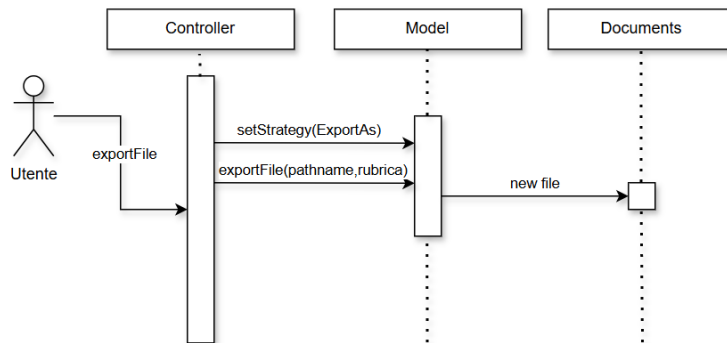 Controller
Model
Documents
setStrategy(ExportAs)
exportFile
exportFile(pathname,rubrica)
Utente
new file